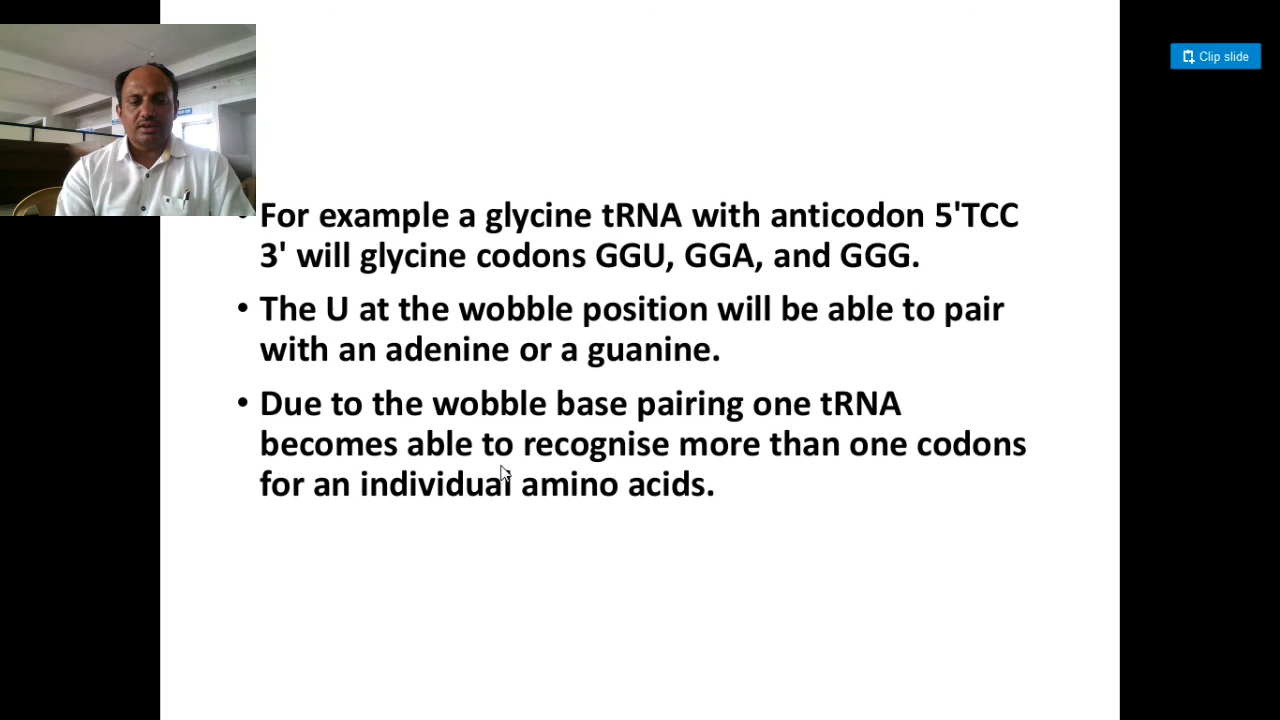 Clip slide
• For example a glycine tRNA with anticodon 5'TCC
3' will glycine codons GGU, GGA, and GGG.
• The U at the wobble position will be able to pair
with an adenine or a guanine.
• Due to the wobble base pairing one tRNA
becomes able to recognise more than one codons
for an individual amino acids.